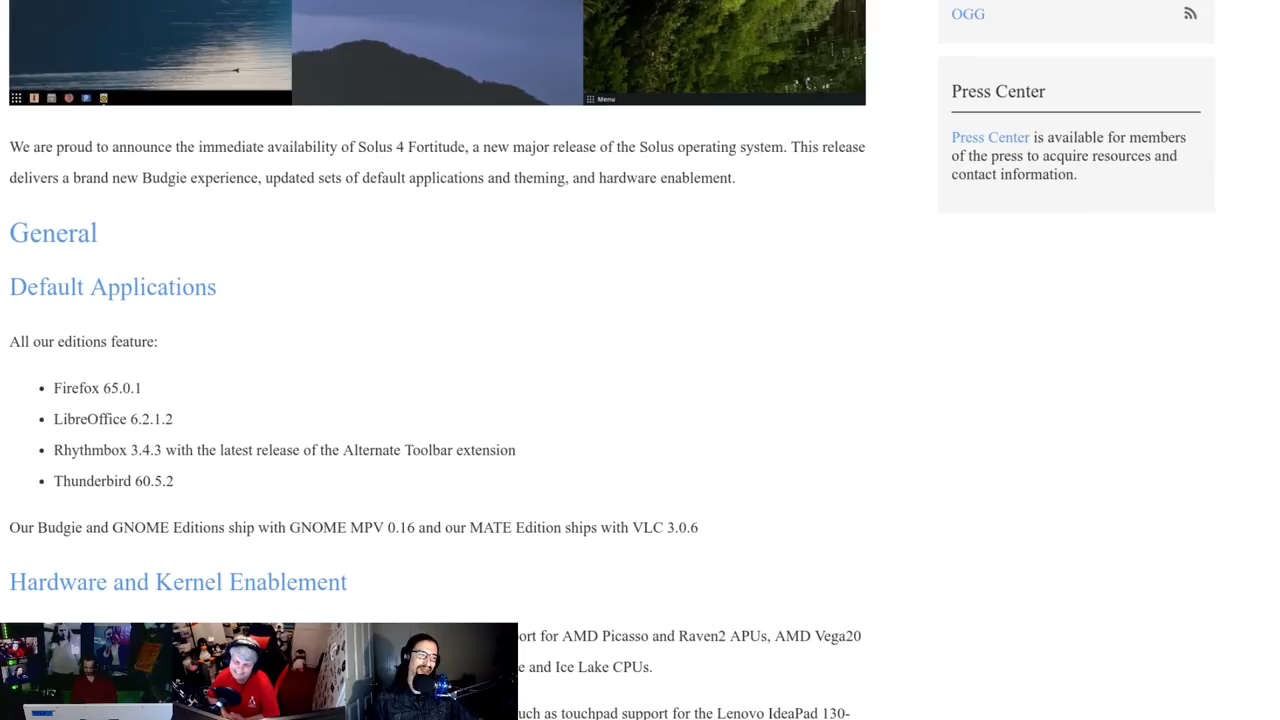 OGG
Menu
Press Center
Press Center is available for members
of the press to acquire resources and
contact information.
We are proud to announce the immediate availability of Solus 4 Fortitude, a new major release of the Solus operating system. This release
delivers a brand new Budgie experience, updated sets of default applications and theming, and hardware enablement.
General
Default Applications
All our editions feature:
• Firefox 65.0.1
• LibreOffice 6.2.1.2
• Rhythmbox 3.4.3 with the latest release of the Alternate Toolbar extension
• Thunderbird 60.5.2
Our Budgie and GNOME Editions ship with GNOME MPV 0.16 and our MATE Edition ships with VLC 3.0.6
Hardware and Kernel Enablement
ort for AMD Picasso and Raven2 APUs, AMD Vega20
e and Ice Lake CPUs.
uch as touchpad support for the Lenovo IdeaPad 130-